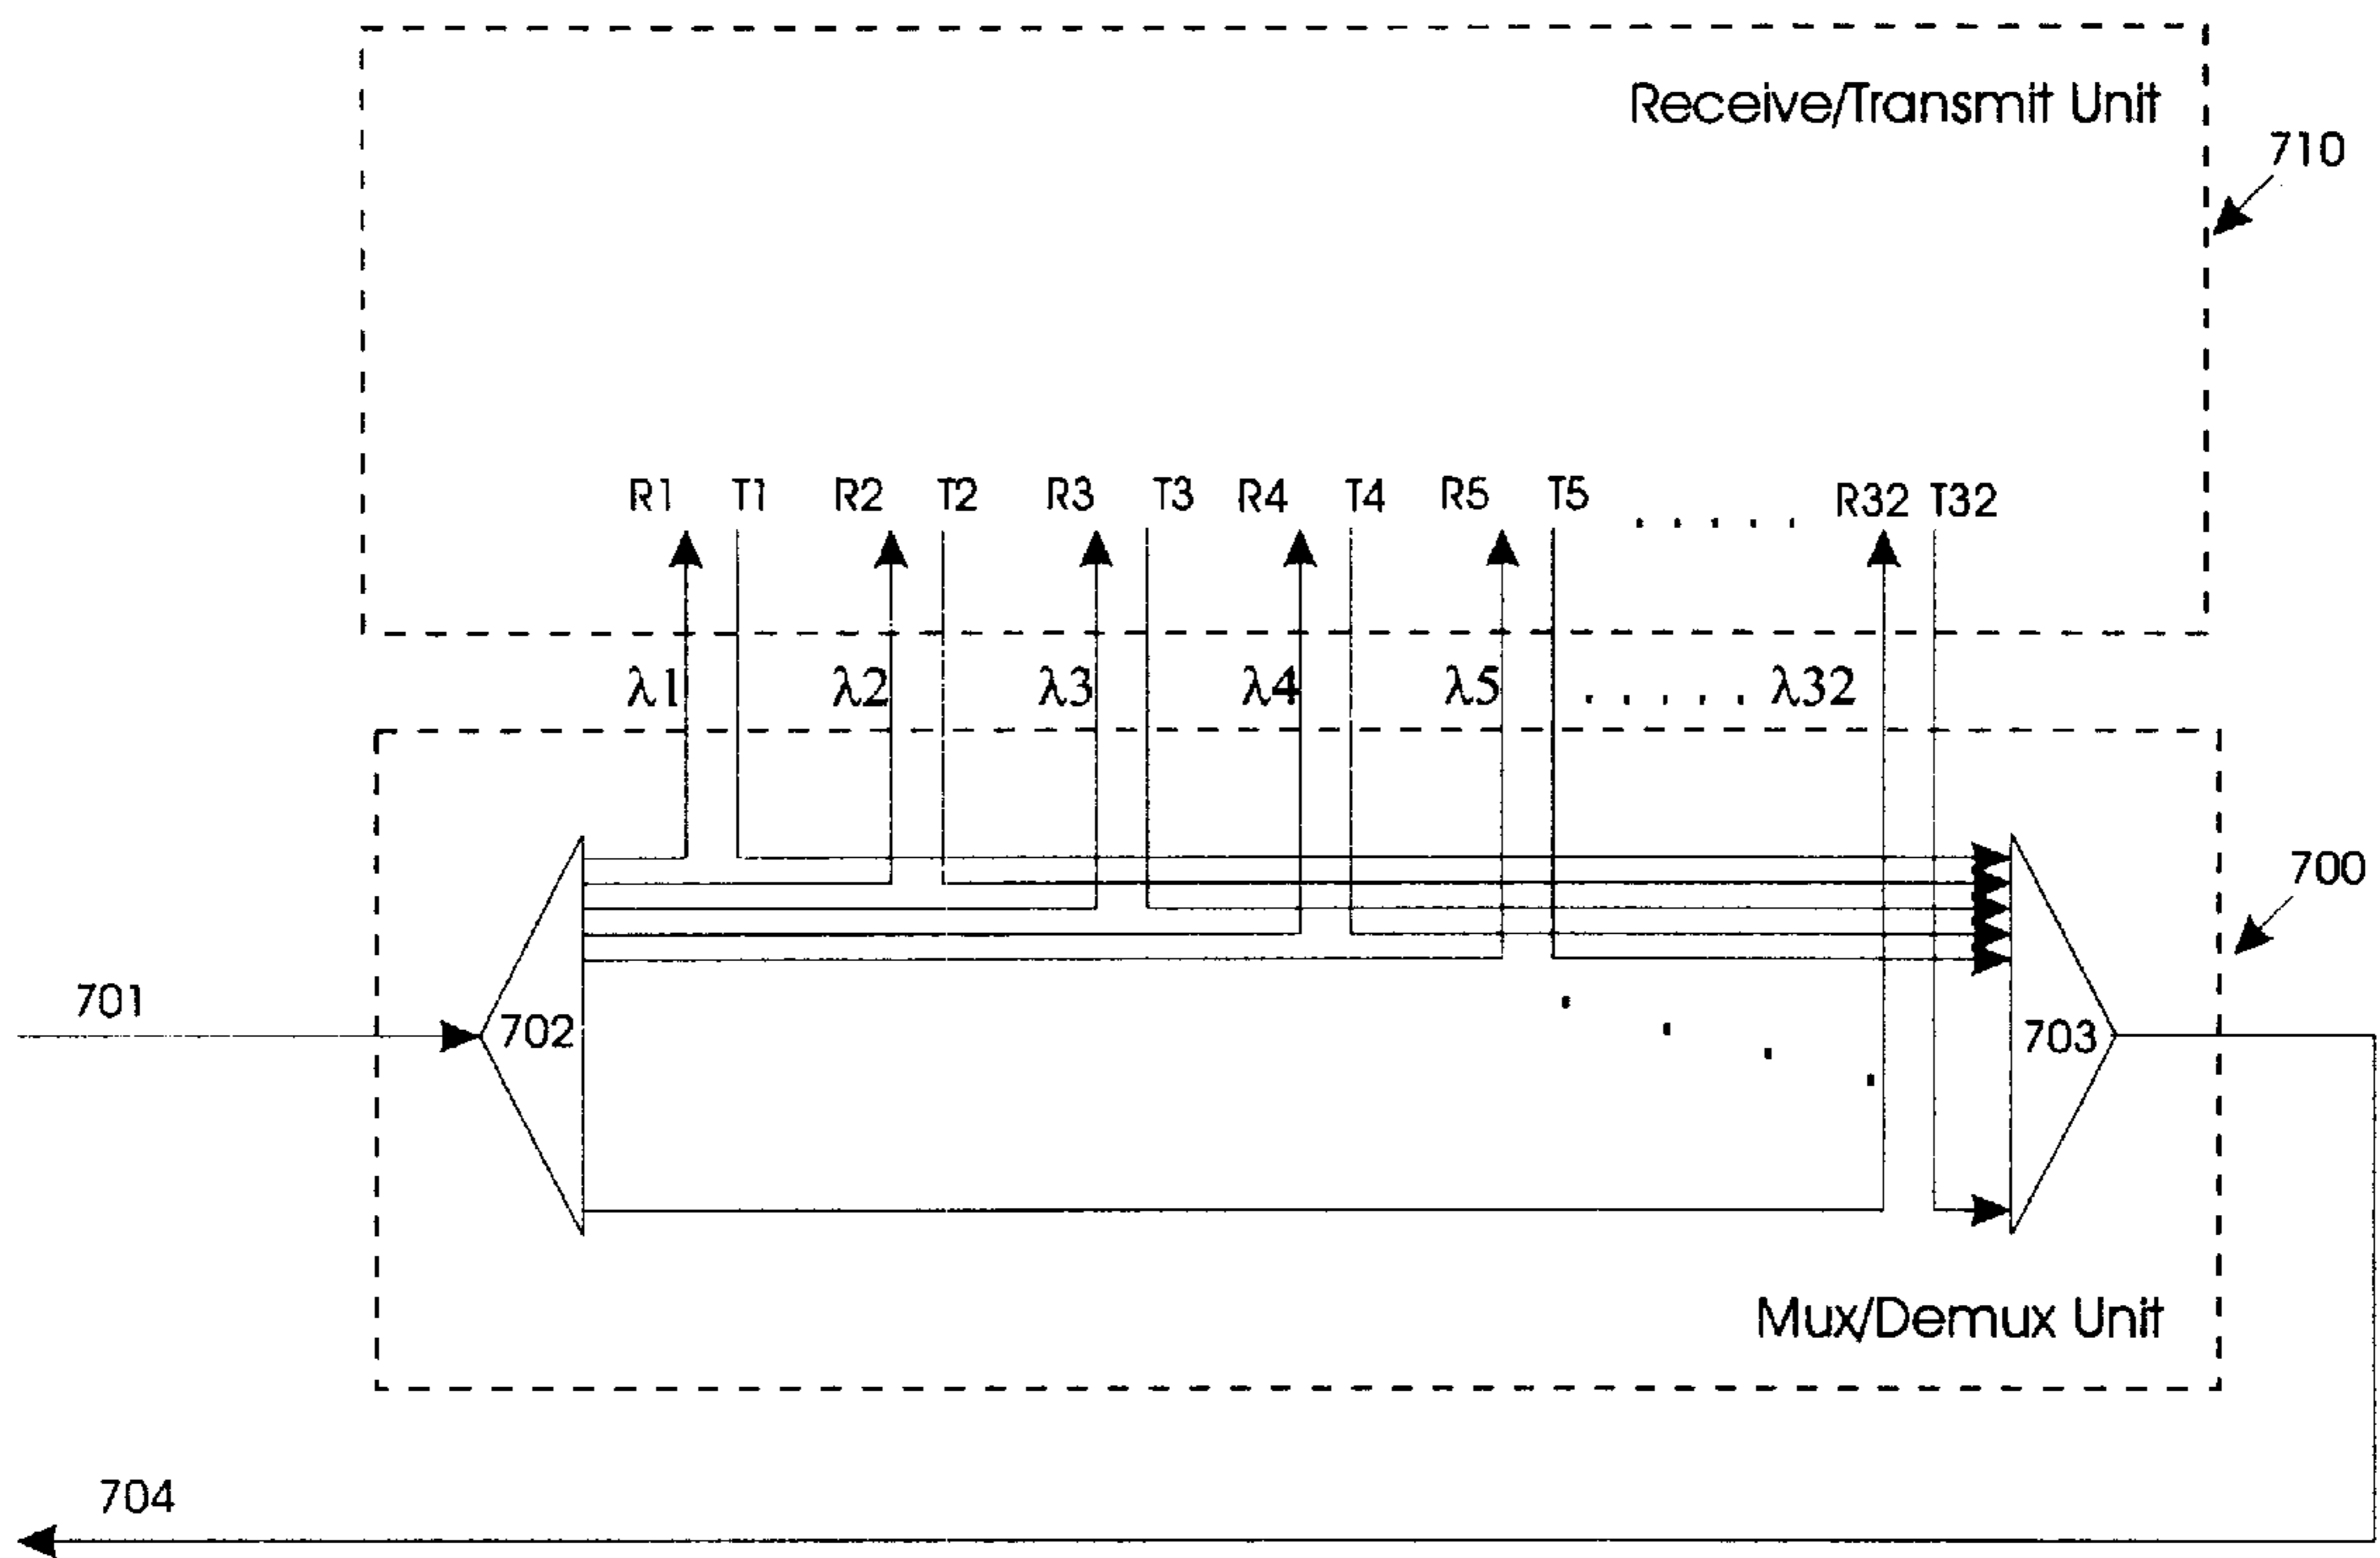 Receive/Transmit Unit
710
R1 T1 R2 T2 R3 T3 R4 T4 R5 T5 ..... R32 T32
λ1 λ2 λ3 λ4 λ5 ..... λ32
700
701
702
703
Mux/Demux Unit
704